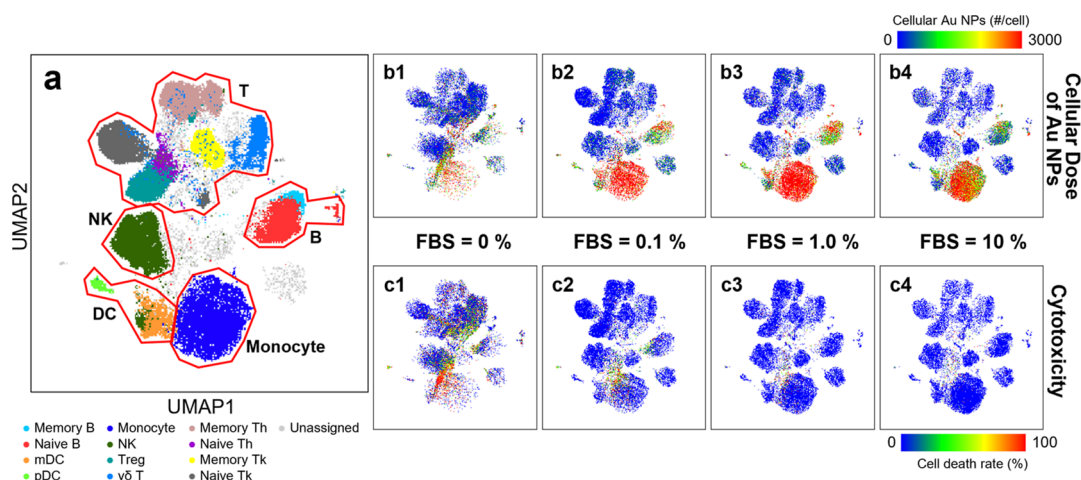 Cellular Au NPs (#/cell)
0
3000
a
T
NK
B
DC
Monocyte
UMAP2
UMAP1
b1
b2
b3
b4
Cellular Dose
of Au NPs
FBS = 0 %
FBS = 0.1 %
FBS = 1.0 %
FBS = 10 %
c1
c2
c3
c4
Cytotoxicity
Memory B
Monocyte
Memory Th
Unassigned
Naive B
NK
Naive Th
mDC
Treg
Memory Tk
pDC
γδ T
Naive Tk
0
100
Cell death rate (%)